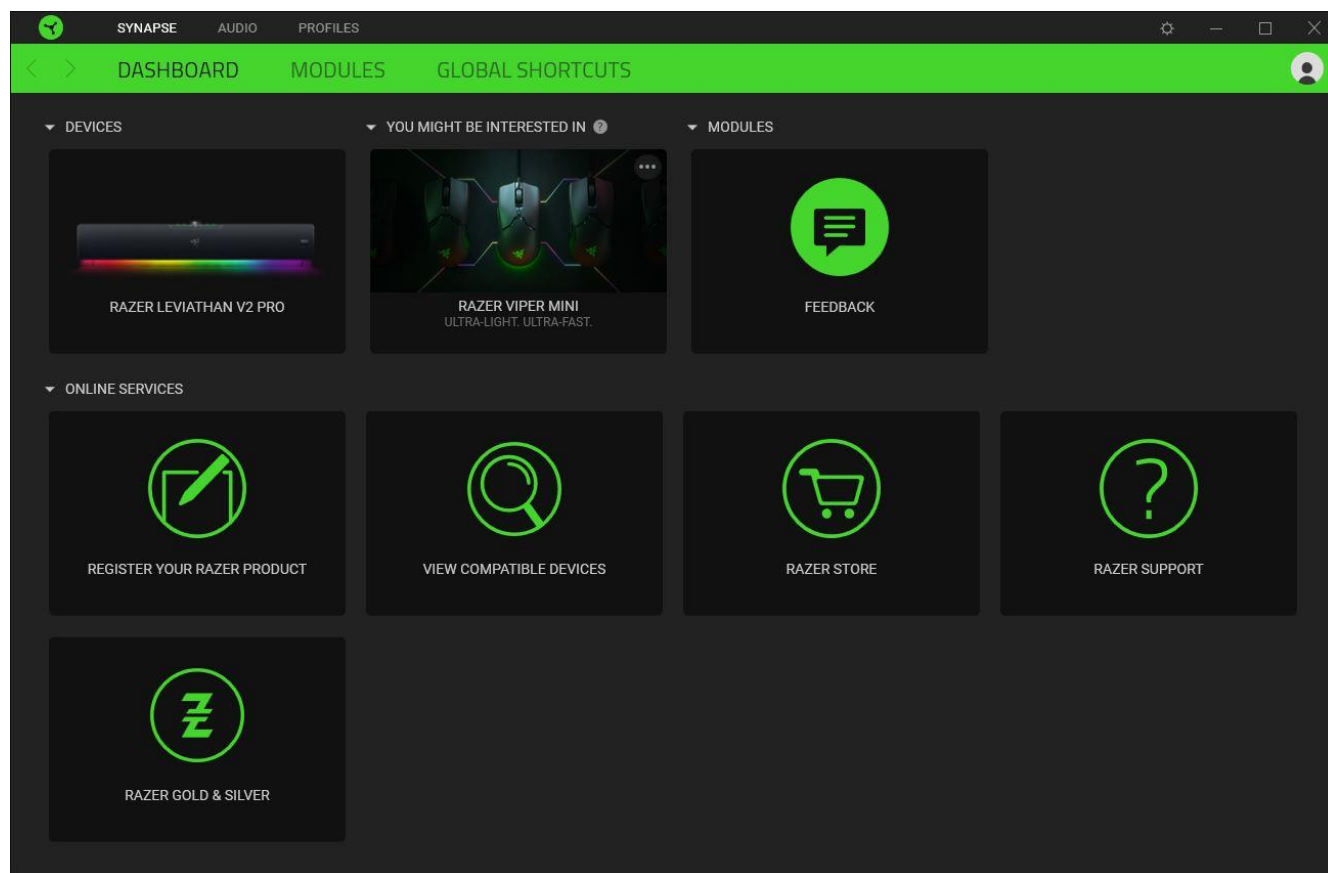 SYNAPSE AUDIO PROFILES
DASHBOARD MODULES GLOBAL SHORTCUTS
DEVICES
YOU MIGHT BE INTERESTED IN ?
MODULES
RAZER LEVIATHAN V2 PRO
RAZER VIPER MINI
ULTRA-LIGHT. ULTRA-FAST.
FEEDBACK
ONLINE SERVICES
REGISTER YOUR RAZER PRODUCT
VIEW COMPATIBLE DEVICES
RAZER STORE
RAZER SUPPORT
RAZER GOLD & SILVER